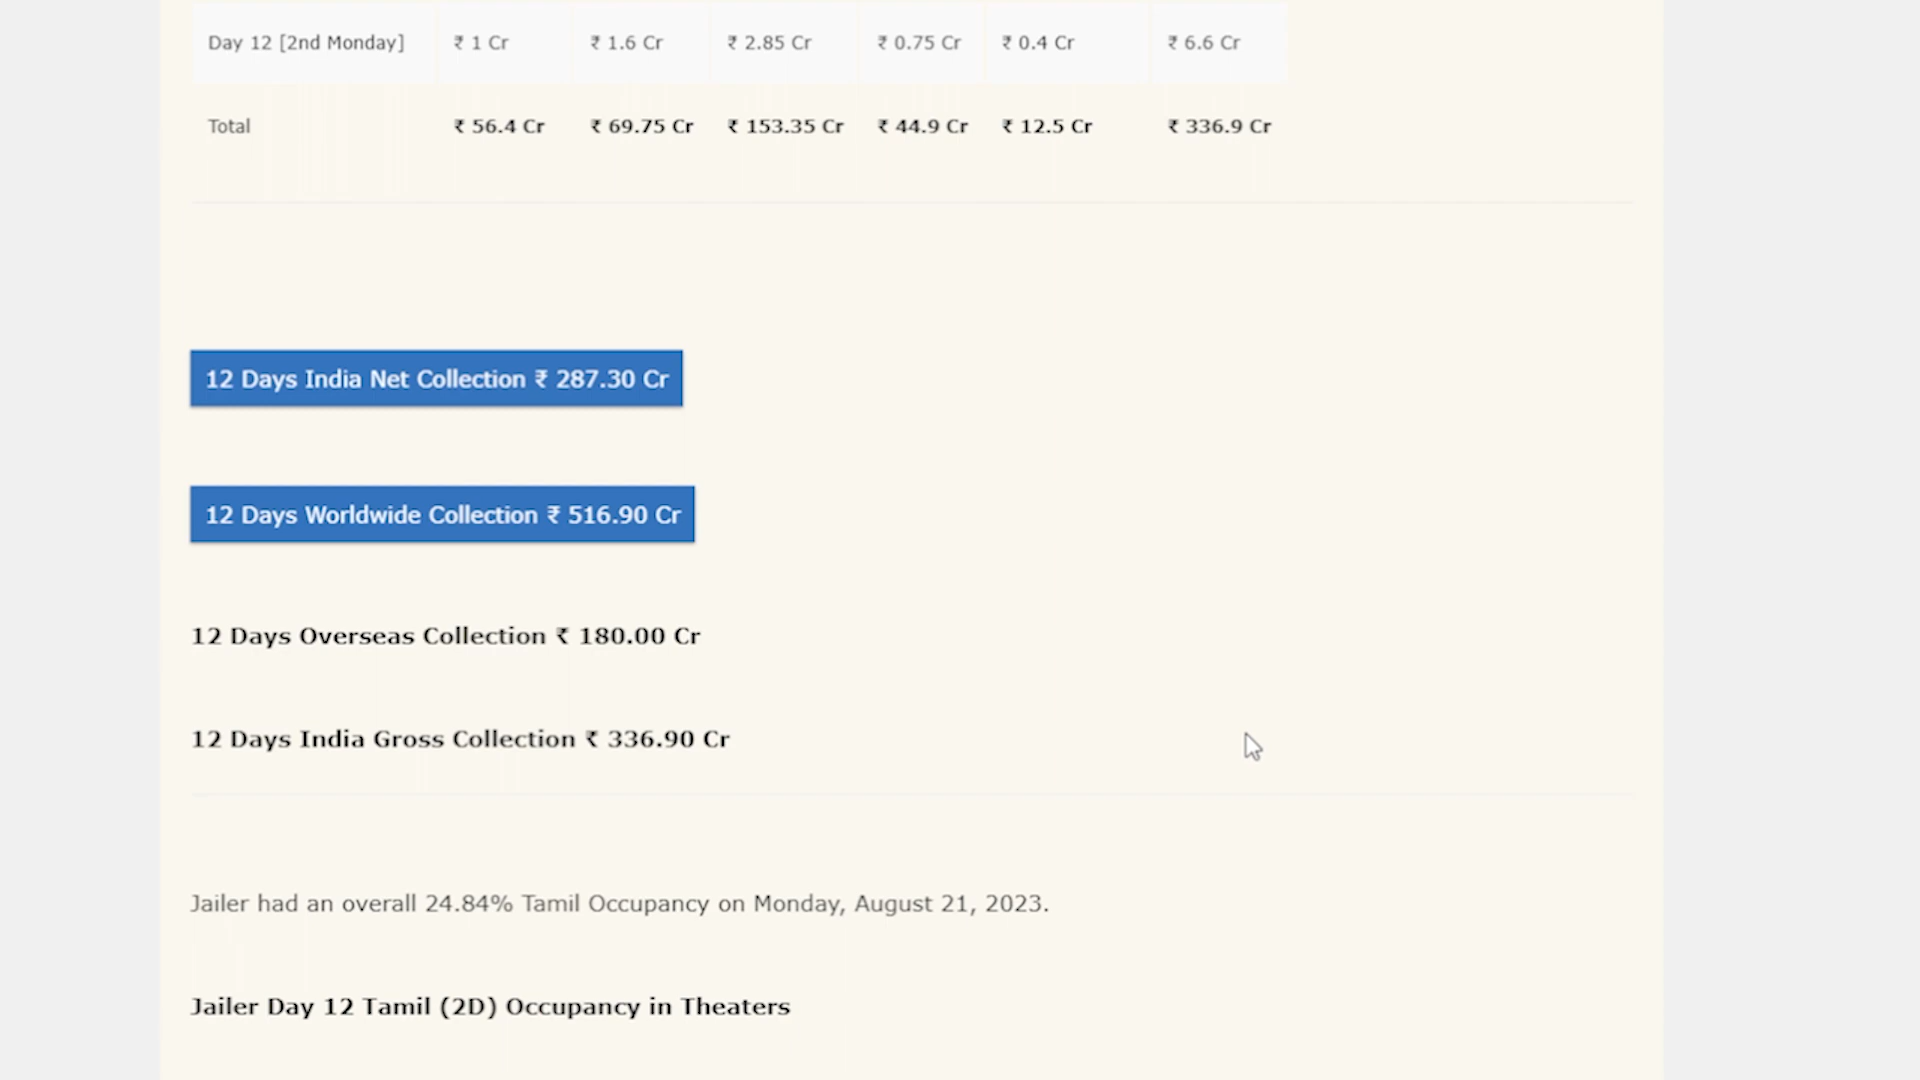 Day 12 [2nd Monday] ₹ 1 Cr ₹ 1.6 Cr ₹ 2.85 Cr ₹ 0.75 Cr ₹ 0.4 Cr ₹ 6.6 Cr
Total ₹ 56.4 Cr ₹ 69.75 Cr ₹ 153.35 Cr ₹ 44.9 Cr ₹ 12.5 Cr ₹ 336.9 Cr
12 Days India Net Collection ₹ 287.30 Cr
12 Days Worldwide Collection ₹ 516.90 Cr
12 Days Overseas Collection ₹ 180.00 Cr
12 Days India Gross Collection ₹ 336.90 Cr
Jailer had an overall 24.84% Tamil Occupancy on Monday, August 21, 2023.
Jailer Day 12 Tamil (2D) Occupancy in Theaters